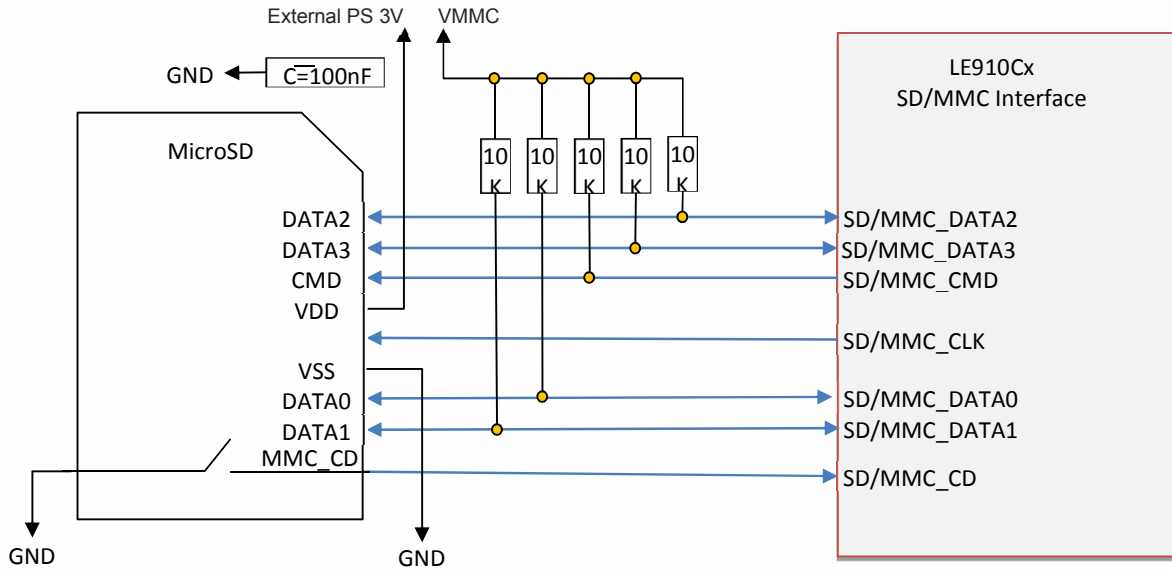 External PS 3V
VMMC
GND
C=100nF
LE910Cx
SD/MMC Interface
MicroSD
10
K
10
K
10
K
10
K
10
K
DATA2
SD/MMC_DATA2
DATA3
SD/MMC_DATA3
CMD
SD/MMC_CMD
VDD
SD/MMC_CLK
VSS
DATA0
SD/MMC_DATA0
DATA1
SD/MMC_DATA1
MMC_CD
SD/MMC_CD
GND
GND